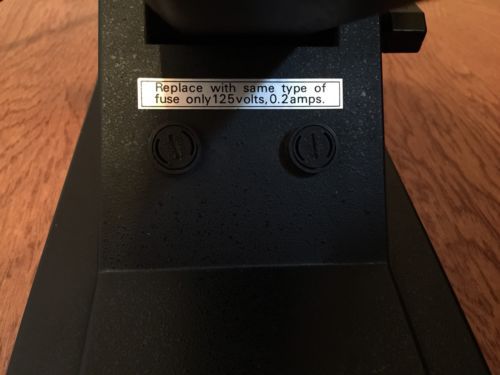 Replace with same type of
fuse only125volts,0.2amps.